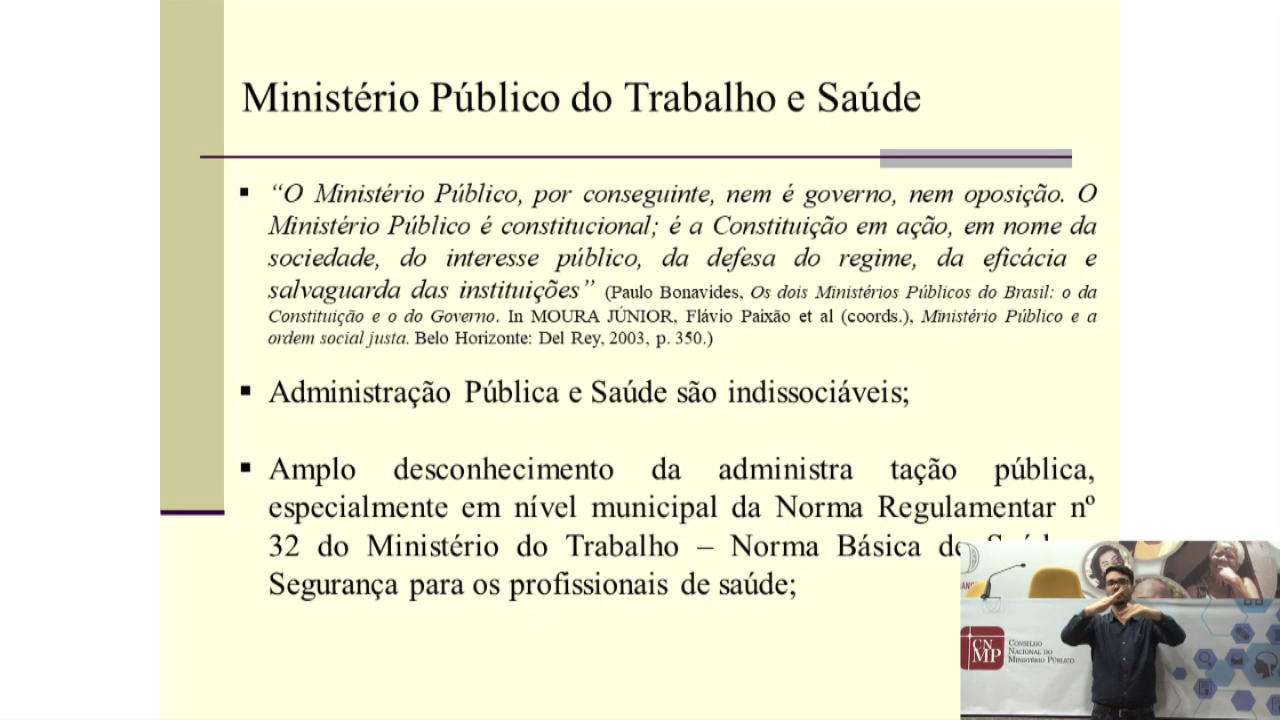 Ministério Público do Trabalho e Saúde
“O Ministério Público, por conseguinte, nem é governo, nem oposição. O
Ministério Público é constitucional; é a Constituição em ação, em nome da
sociedade, do interesse público, da defesa do regime, da eficácia e
salvaguarda das instituições” (Paulo Bonavides, Os dois Ministérios Públicos do Brasil: o da
Constituição e o do Governo. In MOURA JÚNIOR, Flávio Paixão et al (coords.), Ministério Público e a
ordem social justa. Belo Horizonte: Del Rey, 2003, p. 350.)
Administração Pública e Saúde são indissociáveis;
Amplo desconhecimento da administra tação pública,
especialmente em nível municipal da Norma Regulamentar nº
32 do Ministério do Trabalho – Norma Básica
Segurança para os profissionais de saúde;
CN
MP
CONSELHO
NACIONAL DO
MINISTÉRIO PÚBLICO